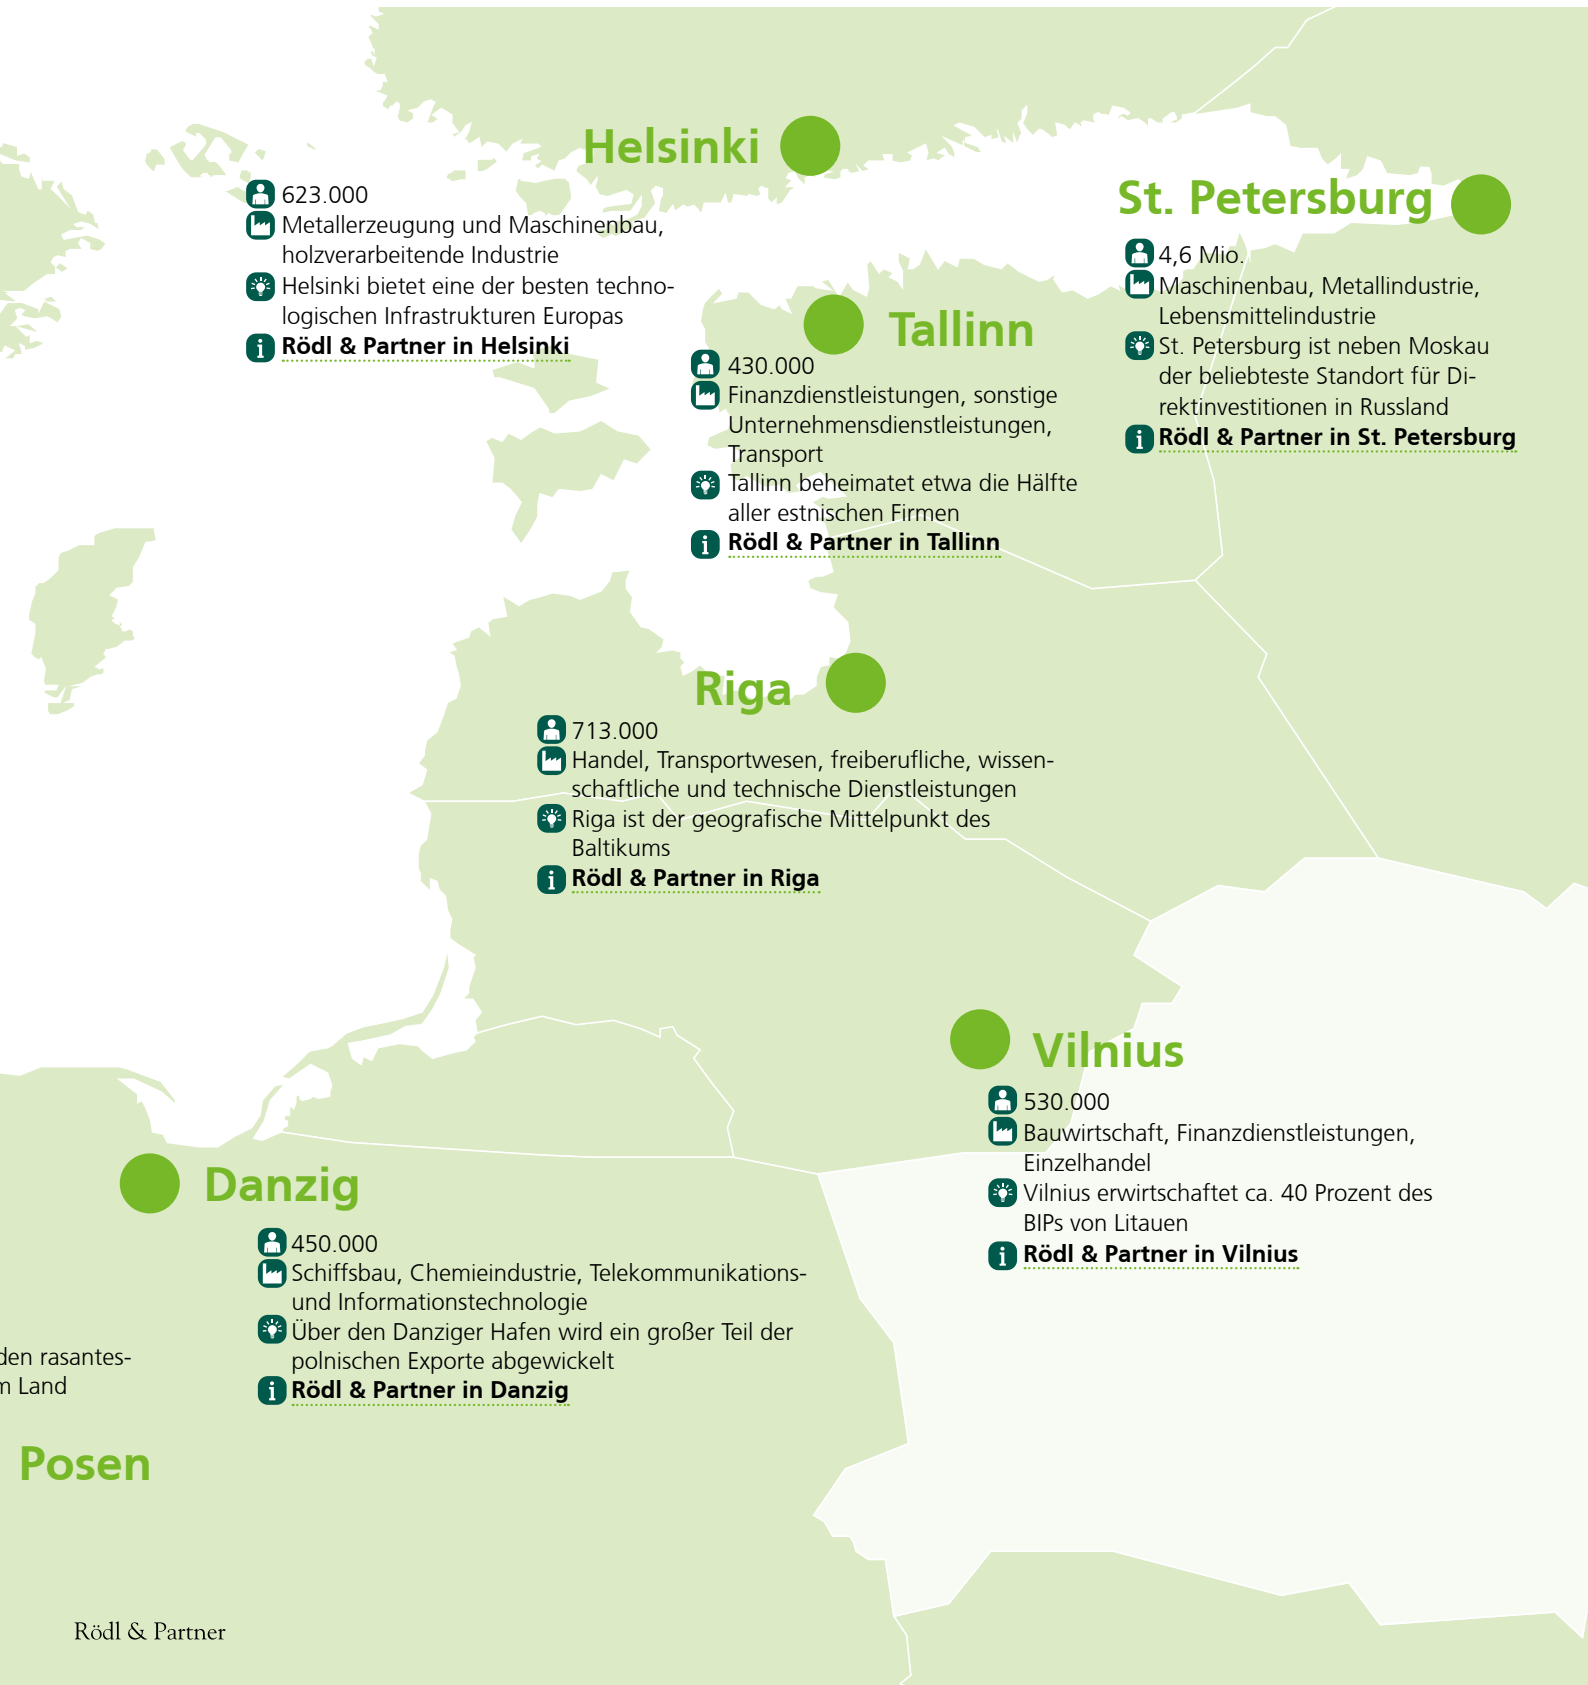 Helsinki
623.000
Metallerzeugung und Maschinenbau,
holzverarbeitende Industrie
Helsinki bietet eine der besten techno-
logischen Infrastrukturen Europas
Rödl & Partner in Helsinki
St. Petersburg
4,6 Mio.
Maschinenbau, Metallindustrie,
Lebensmittelindustrie
St. Petersburg ist neben Moskau
der beliebteste Standort für Di-
rektinvestitionen in Russland
Rödl & Partner in St. Petersburg
Tallinn
430.000
Finanzdienstleistungen, sonstige
Unternehmensdienstleistungen,
Transport
Tallinn beheimatet etwa die Hälfte
aller estnischen Firmen
Rödl & Partner in Tallinn
Riga
713.000
Handel, Transportwesen, freiberufliche, wissen-
schaftliche und technische Dienstleistungen
Riga ist der geografische Mittelpunkt des
Baltikums
Rödl & Partner in Riga
Vilnius
530.000
Bauwirtschaft, Finanzdienstleistungen,
Einzelhandel
Vilnius erwirtschaftet ca. 40 Prozent des
BIPs von Litauen
Rödl & Partner in Vilnius
Danzig
450.000
Schiffsbau, Chemieindustrie, Telekommunikations-
und Informationstechnologie
Über den Danziger Hafen wird ein großer Teil der
polnischen Exporte abgewickelt
Rödl & Partner in Danzig
den rasantes-
m Land
Posen
Rödl & Partner